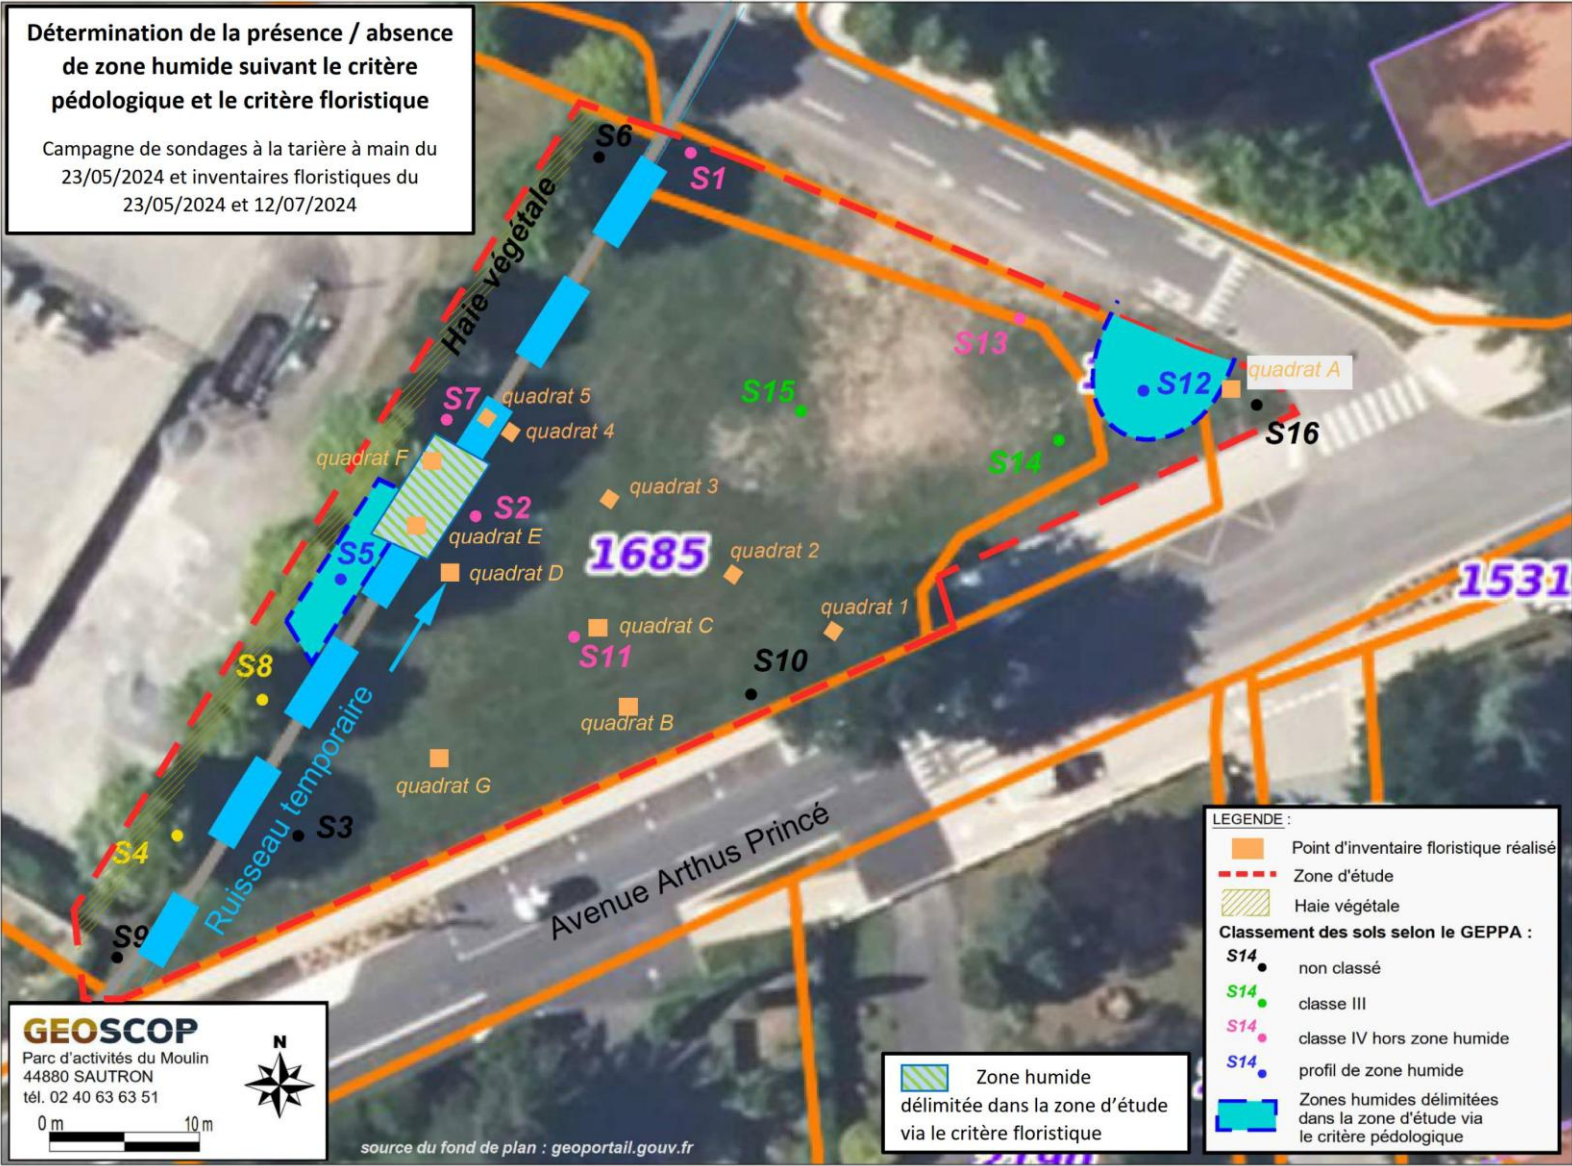 Détermination de la présence / absence
de zone humide suivant le critère
pédologique et le critère floristique
Campagne de sondages à la tarière à main du
23/05/2024 et inventaires floristiques du
23/05/2024 et 12/07/2024
S6
S1
Haie végétale
S13
S7
quadrat 5
quadrat 4
S15
S12
quadrat A
S16
S14
quadrat F
quadrat 3
S2
quadrat E
S5
1685
quadrat D
quadrat 2
1531
quadrat 1
quadrat C
S11
S10
S8
quadrat B
Ruisseau temporaire
quadrat G
S4
S3
Avenue Arthus Princé
S9
LEGENDE :
Point d'inventaire floristique réalisé
Zone d'étude
Haie végétale
Classement des sols selon le GEPPA :
S14 non classé
S14 classe III
S14 classe IV hors zone humide
S14 profil de zone humide
Zones humides délimitées
dans la zone d'étude via
le critère pédologique
Zone humide
délimitée dans la zone d'étude
via le critère floristique
GEOSCOP
Parc d'activités du Moulin
44880 SAUTRON
tél. 02 40 63 63 51
N
0 m 10 m
source du fond de plan : geoportail.gouv.fr